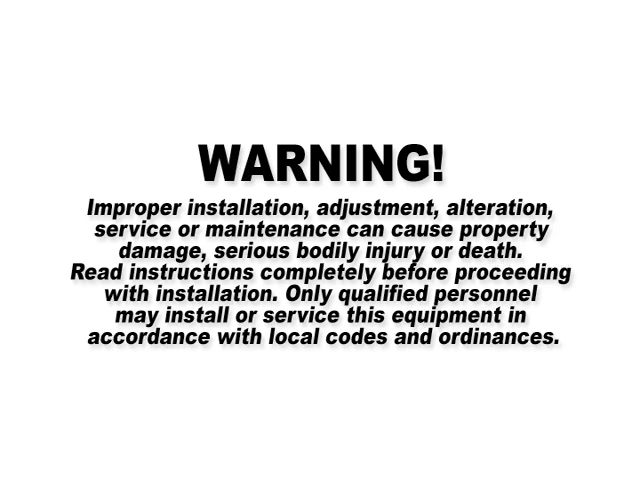 WARNING!
Improper installation, adjustment, alteration,
service or maintenance can cause property
damage, serious bodily injury or death.
Read instructions completely before proceeding
with installation. Only qualified personnel
may install or service this equipment in
accordance with local codes and ordinances.